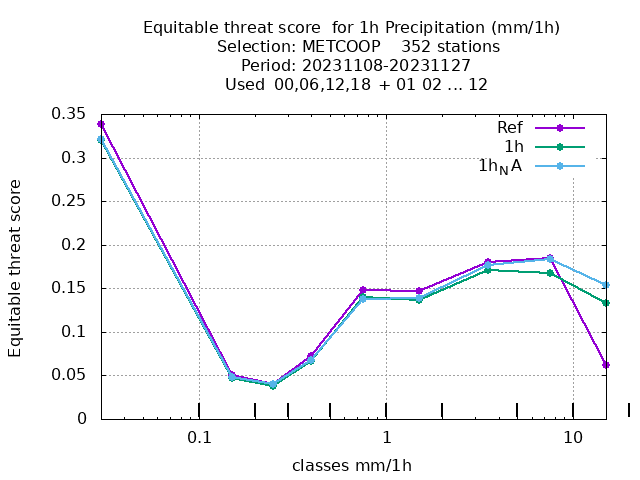 Equitable threat score  for 1h Precipitation (mm/1h)
Selection: METCOOP    352 stations
Period: 20231108-20231127
Used  00,06,12,18 + 01 02 ... 12
Ref
1h
1h_NA
Equitable threat score
0.35
0.3
0.25
0.2
0.15
0.1
0.05
0
0.1
1
10
classes mm/1h